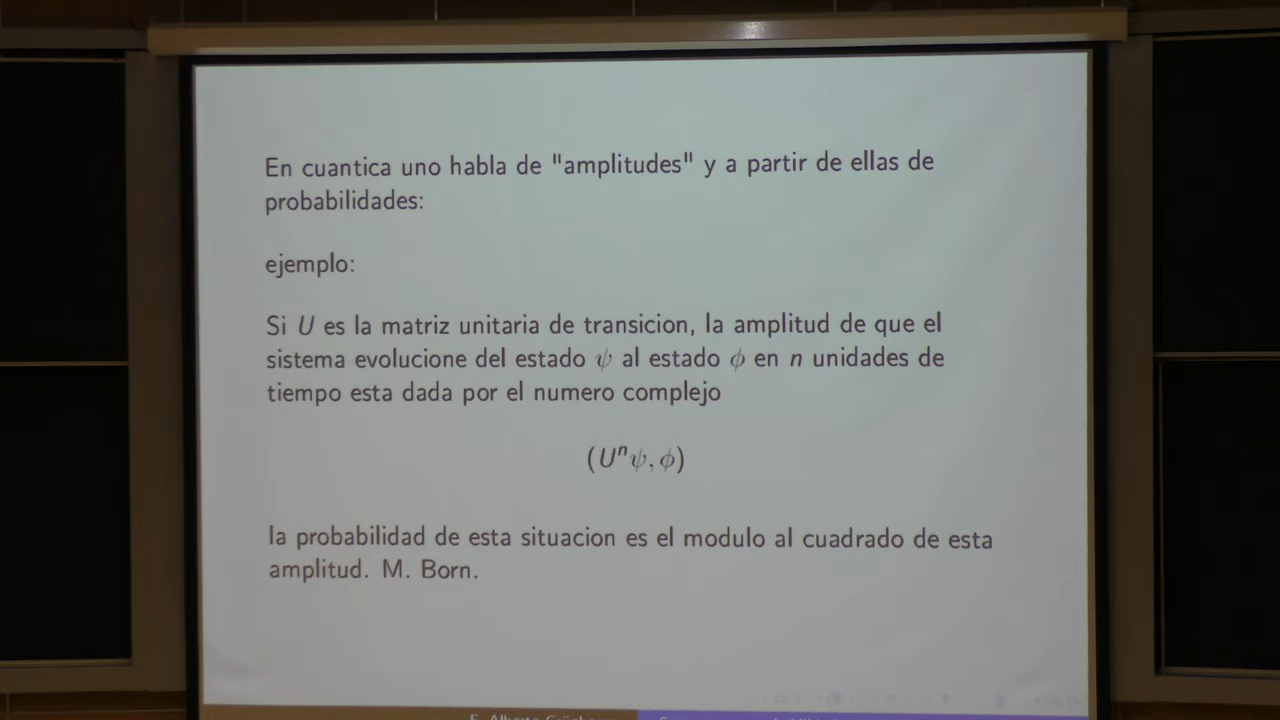 En cuantica uno habla de "amplitudes" y a partir de ellas de
probabilidades:
ejemplo:
Si U es la matriz unitaria de transicion, la amplitud de que el
sistema evolucione del estado ψ al estado ϕ en n unidades de
tiempo esta dada por el numero complejo
(Uⁿψ, ϕ)
la probabilidad de esta situacion es el modulo al cuadrado de esta
amplitud. M. Born.